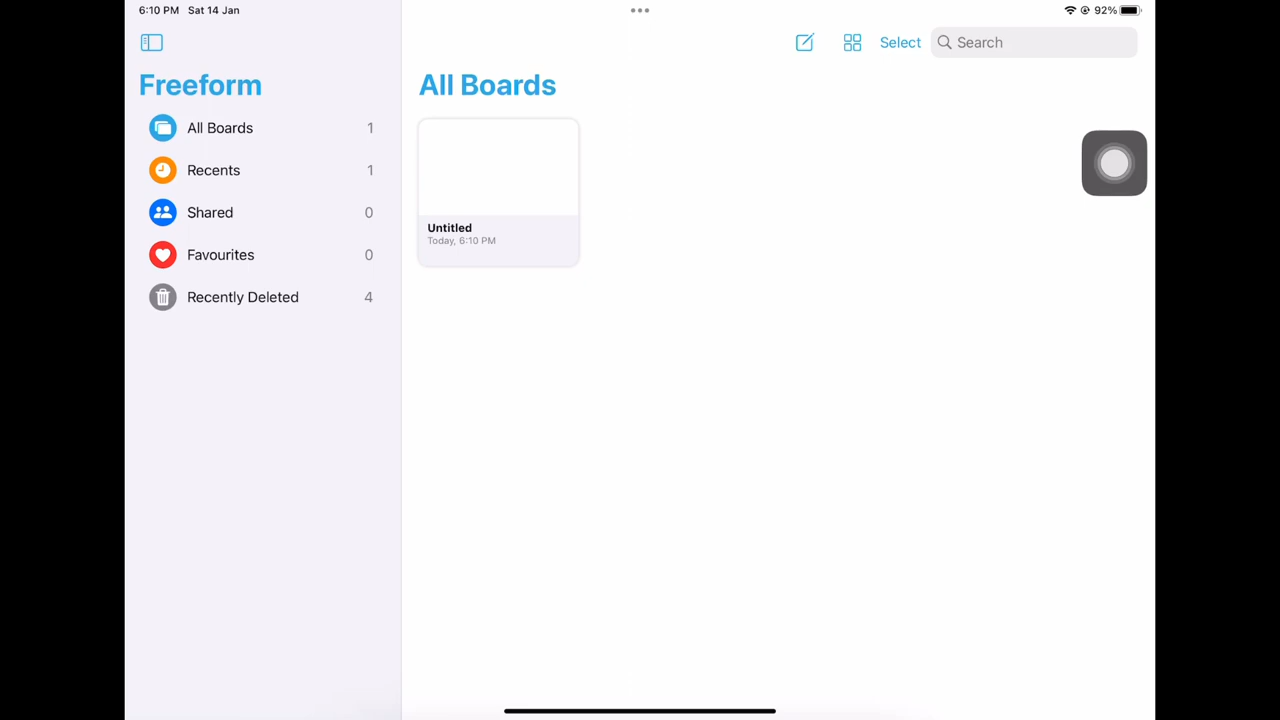 6:10 PM Sat 14 Jan
92%
Select
Search
Freeform
All Boards 1
Recents 1
Shared 0
Favourites 0
Recently Deleted 4
All Boards
Untitled
Today, 6:10 PM